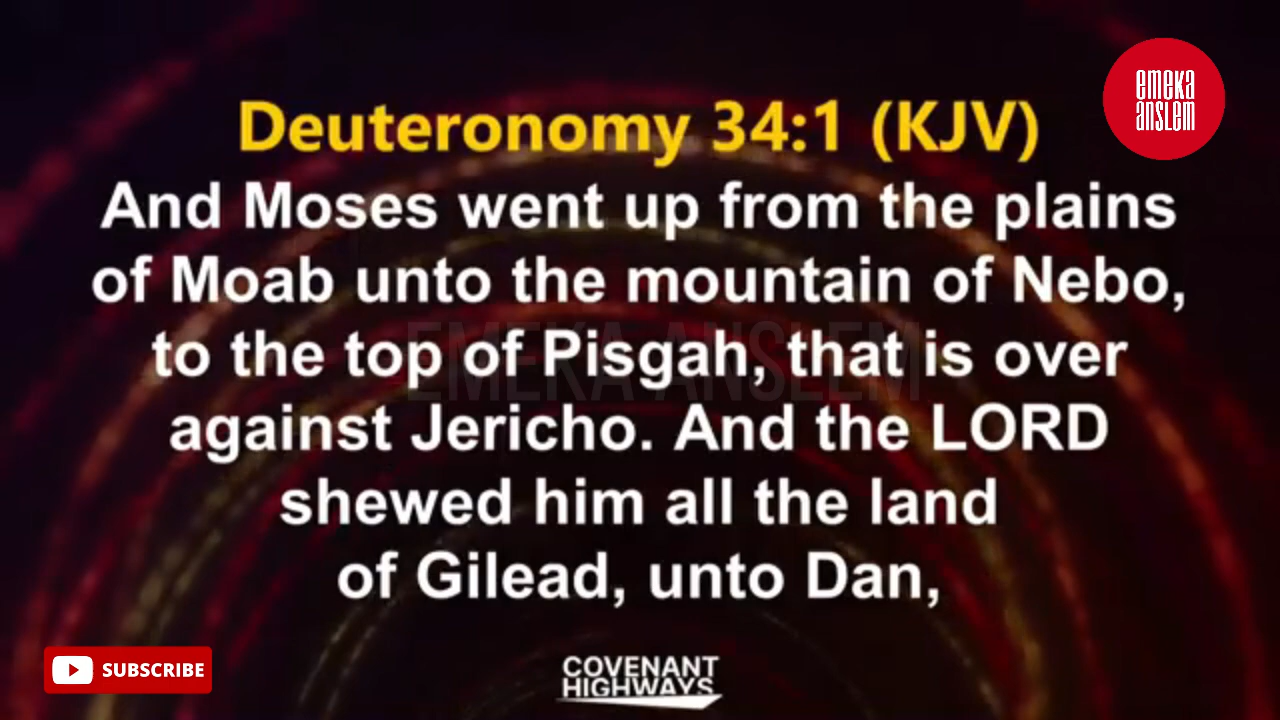 emeka
anslem
Deuteronomy 34:1 (KJV)
And Moses went up from the plains
of Moab unto the mountain of Nebo,
to the top of Pisgah, that is over
against Jericho. And the LORD
shewed him all the land
of Gilead, unto Dan,
EMEKA ANSLEM
SUBSCRIBE
COVENANT
HIGHWAYS